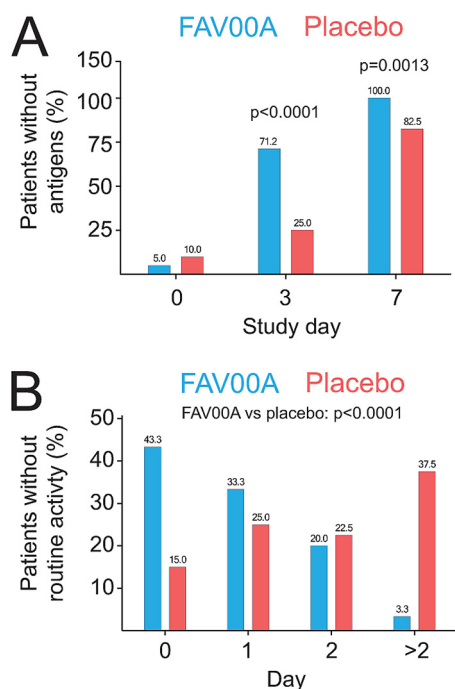 A
FAV00A Placebo
Patients without
antigens (%)
150
100
75
50
25
p<0.0001
p=0.0013
5.0
10.0
71.2
25.0
100.0
82.5
0 3 7
Study day
B
FAV00A Placebo
FAV00A vs placebo: p<0.0001
Patients without
routine activty (%)
50
40
30
20
10
43.3
15.0
33.3
25.0
20.0
22.5
3.3
37.5
0 1 2 >2
Day